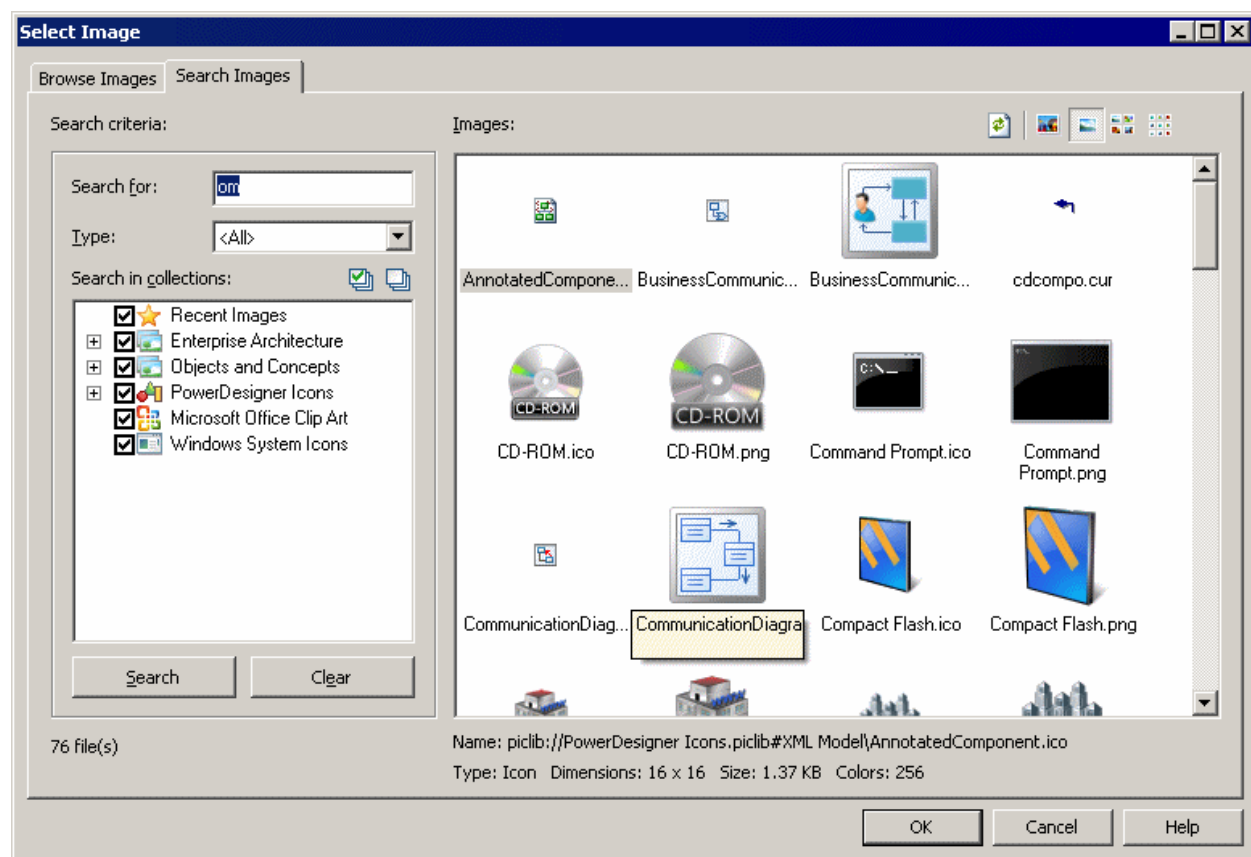 Select Image
Browse Images
Search Images
Search criteria:
Search for:
om
Type:
<All>
Search in collections:
Recent Images
Enterprise Architecture
Objects and Concepts
PowerDesigner Icons
Microsoft Office Clip Art
Windows System Icons
Search
Clear
76 file(s)
Images:
AnnotatedCompone...
BusinessCommunic...
BusinessCommunic...
cdcompo.cur
CD-ROM
CD-ROM
C:\_
CD-ROM.ico
CD-ROM.png
Command Prompt.ico
Command
Prompt.png
CommunicationDiag...
CommunicationDiagra
Compact Flash.ico
Compact Flash.png
Name: piclib://PowerDesigner Icons.piclib#XML Model\AnnotatedComponent.ico
Type: Icon Dimensions: 16 x 16 Size: 1.37 KB Colors: 256
OK
Cancel
Help